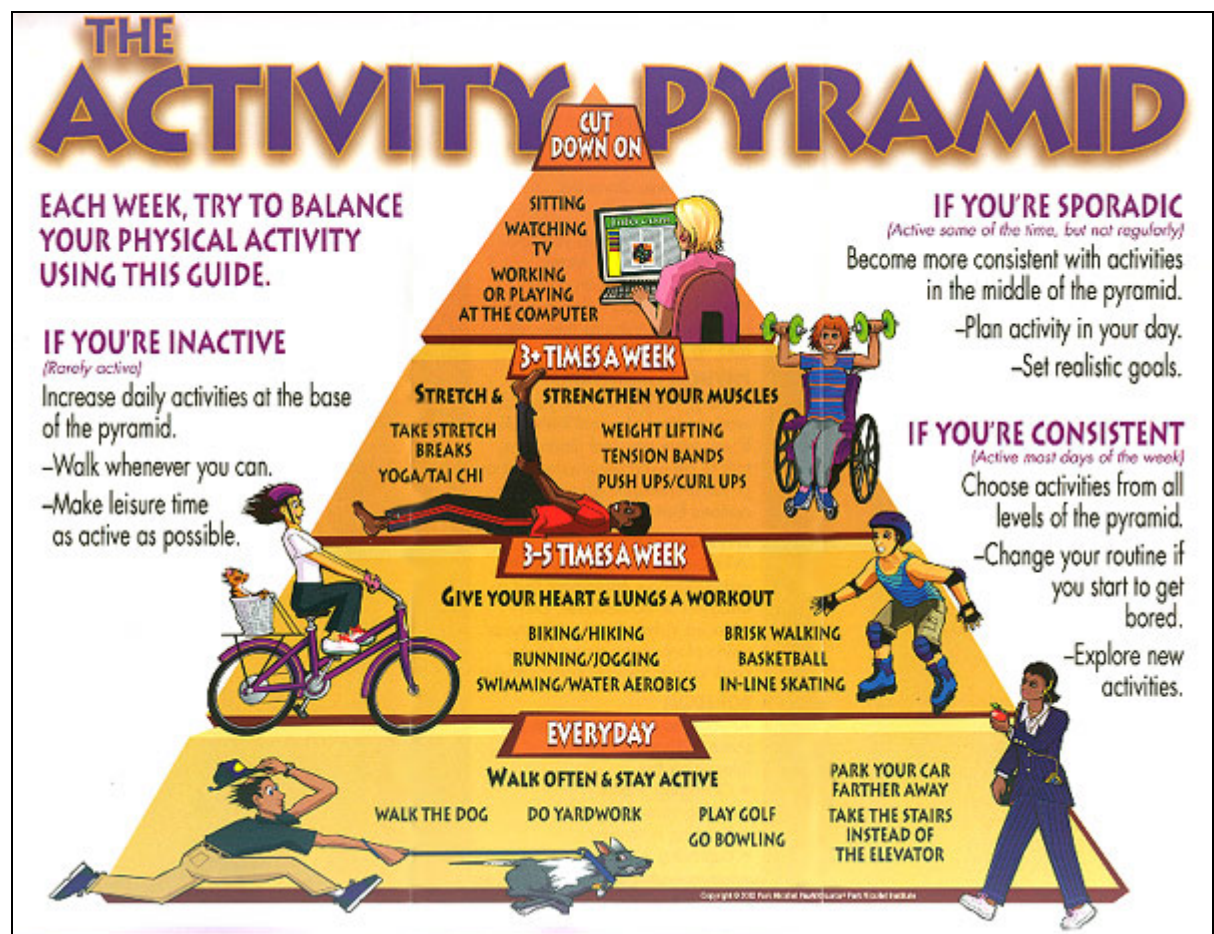 THE
ACTIVITY PYRAMID
EACH WEEK, TRY TO BALANCE
YOUR PHYSICAL ACTIVITY
USING THIS GUIDE.
IF YOU'RE INACTIVE
(Rarely active)
Increase daily activities at the base
of the pyramid.
–Walk whenever you can.
–Make leisure time
as active as possible.
CUT
DOWN ON
SITTING
WATCHING
TV
WORKING
OR PLAYING
AT THE COMPUTER
IF YOU'RE SPORADIC
(Active some of the time, but not regularly)
Become more consistent with activities
in the middle of the pyramid.
–Plan activity in your day.
–Set realistic goals.
IF YOU'RE CONSISTENT
(Active most days of the week)
Choose activities from all
levels of the pyramid.
–Change your routine if
you start to get
bored.
–Explore new
activities.
3+ TIMES A WEEK
STRETCH & STRENGTHEN YOUR MUSCLES
TAKE STRETCH
BREAKS
YOGA/TAI CHI
WEIGHT LIFTING
TENSION BANDS
PUSH UPS/CURL UPS
3-5 TIMES A WEEK
GIVE YOUR HEART & LUNGS A WORKOUT
BIKING/HIKING
RUNNING/JOGGING
SWIMMING/WATER AEROBICS
BRISK WALKING
BASKETBALL
IN-LINE SKATING
EVERYDAY
WALK OFTEN & STAY ACTIVE
WALK THE DOG
DO YARDWORK
PLAY GOLF
GO BOWLING
PARK YOUR CAR
FARTHER AWAY
TAKE THE STAIRS
INSTEAD OF
THE ELEVATOR
Copyright © Park Nicollet Institute